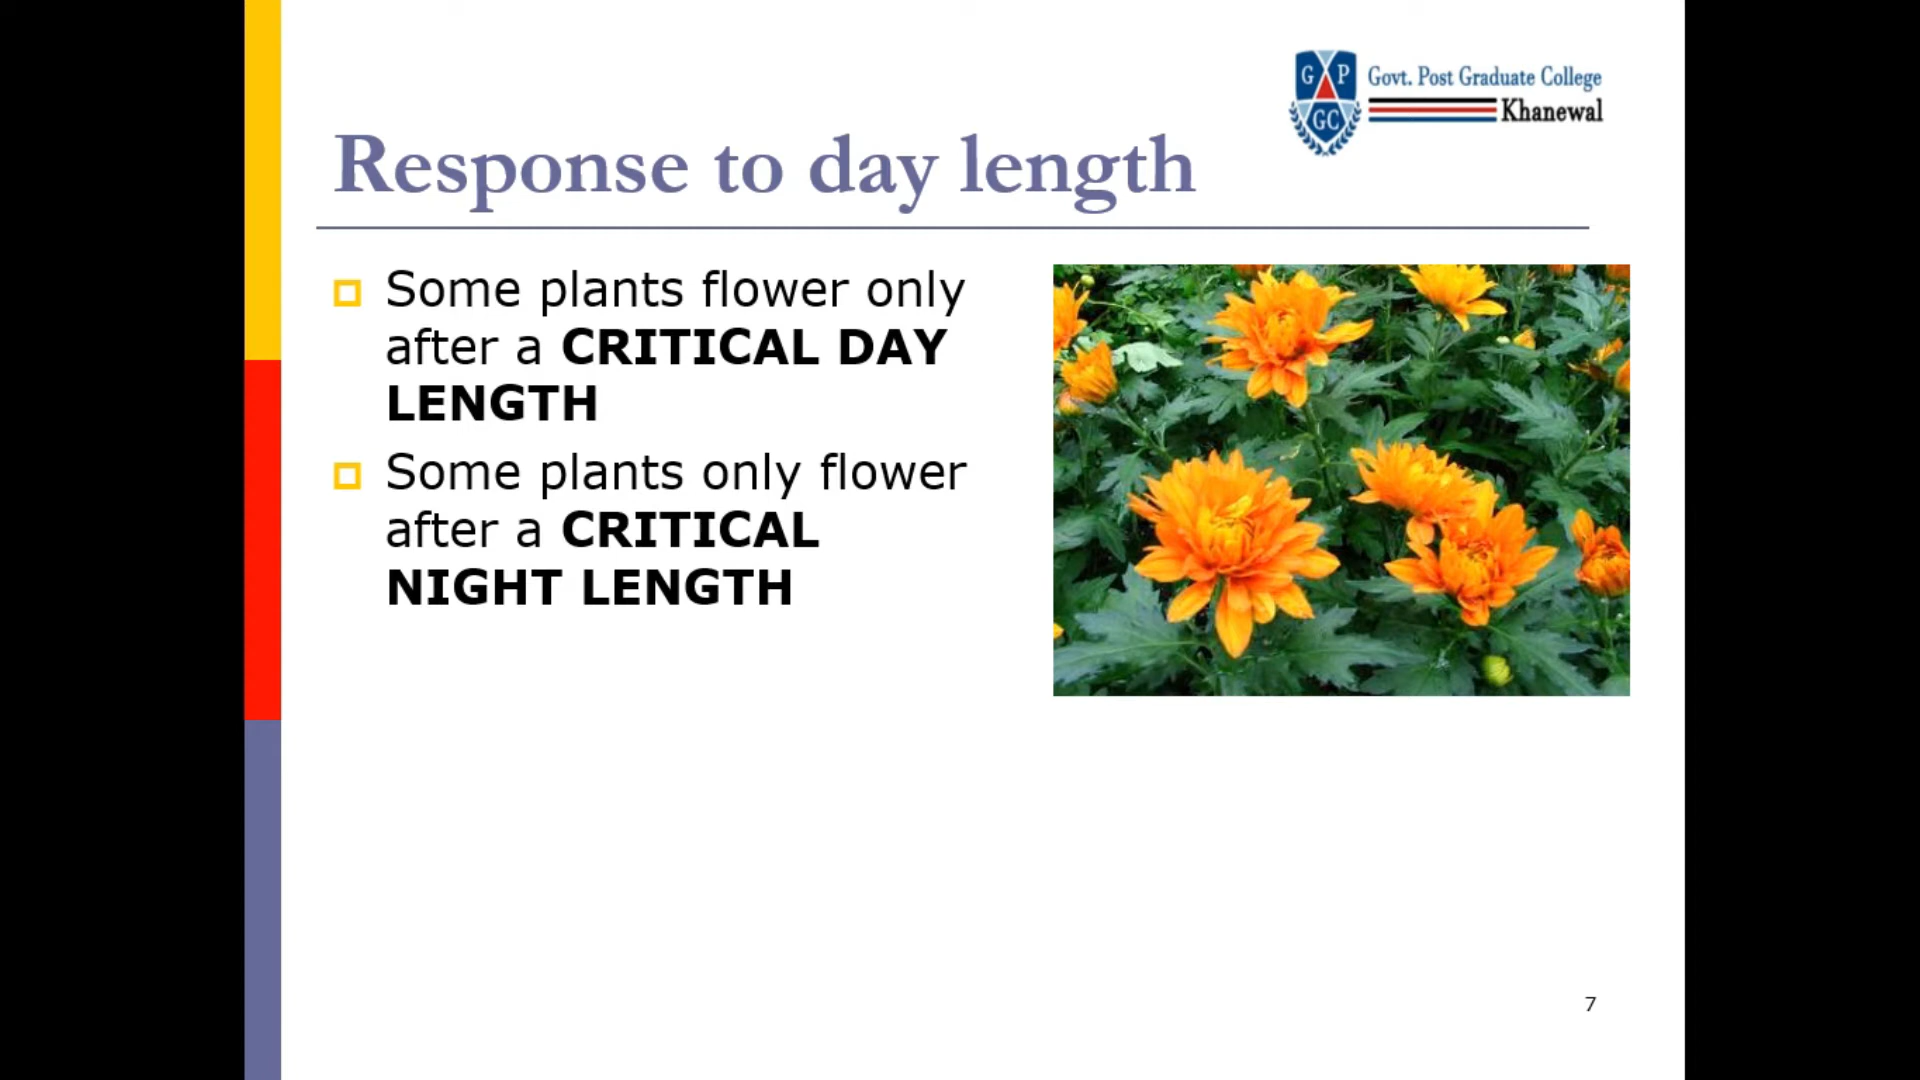 G P
GC
Govt. Post Graduate College
Khanewal
Response to day length
Some plants flower only
after a CRITICAL DAY
LENGTH
Some plants only flower
after a CRITICAL
NIGHT LENGTH
7